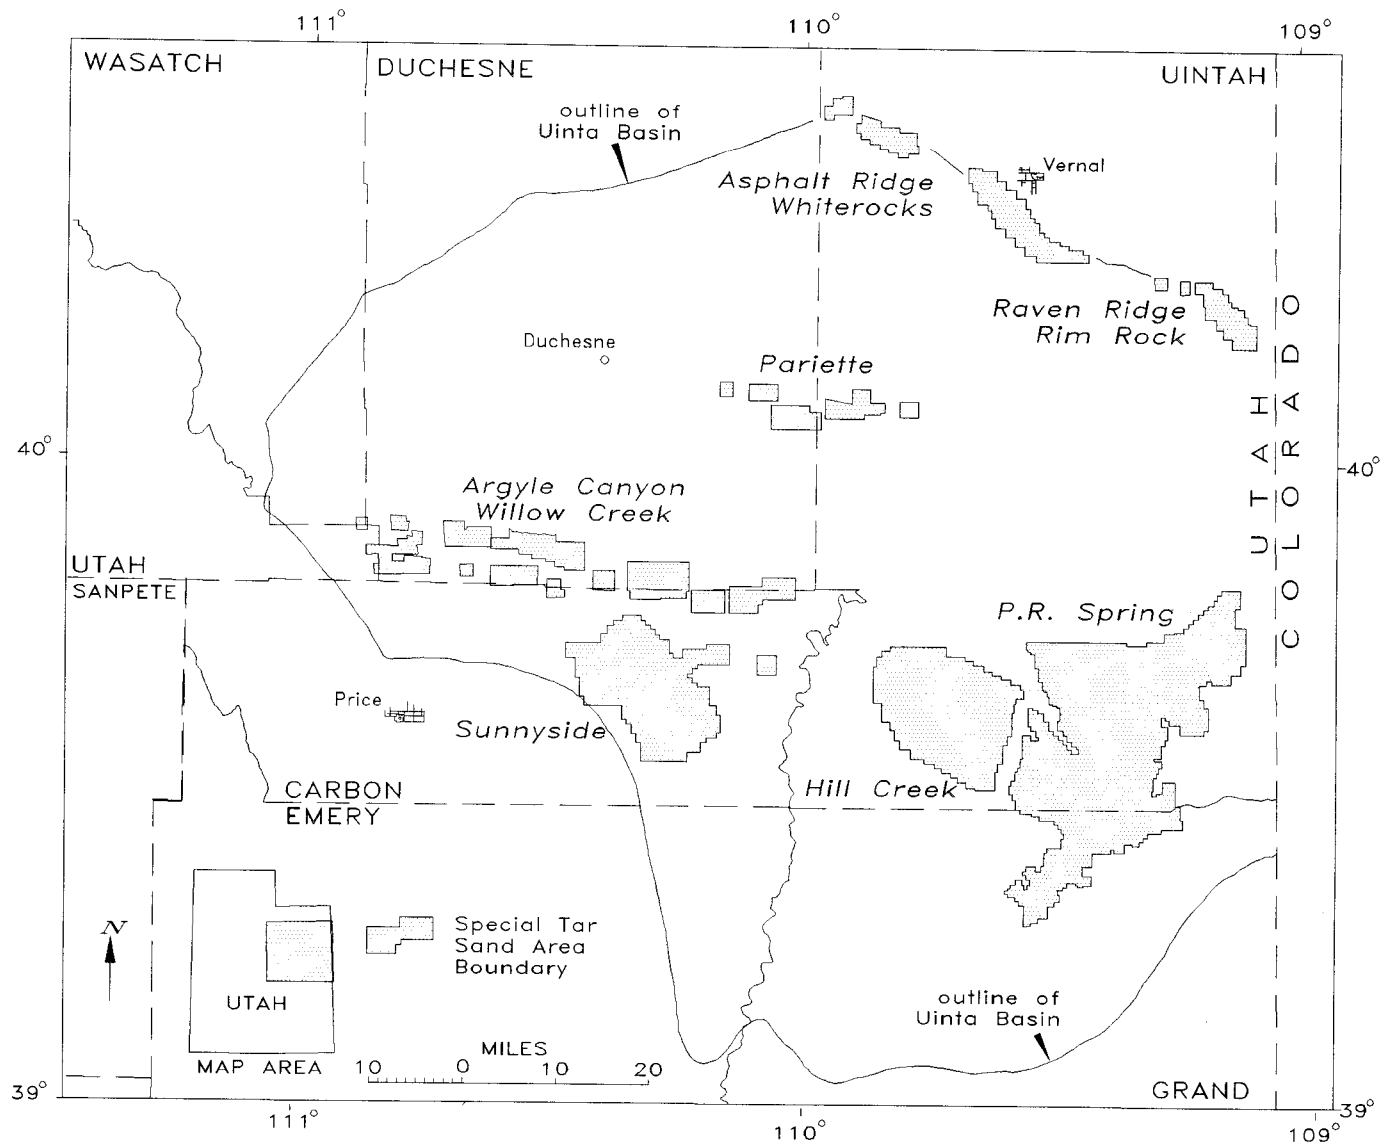 111°
110°
109°
WASATCH
DUCHESNE
UINTAH
outline of
Uinta Basin
Vernal
Asphalt Ridge
Whiterocks
Raven Ridge
Rim Rock
Duchesne
Pariette
UTAH
COLORADO
40°
40°
Argyle Canyon
Willow Creek
UTAH
SANPETE
P.R. Spring
Price
Sunnyside
Hill Creek
CARBON
EMERY
N
Special Tar
Sand Area
Boundary
UTAH
MAP AREA
MILES
10 0 10 20
outline of
Uinta Basin
GRAND
39°
39°
111°
110°
109°